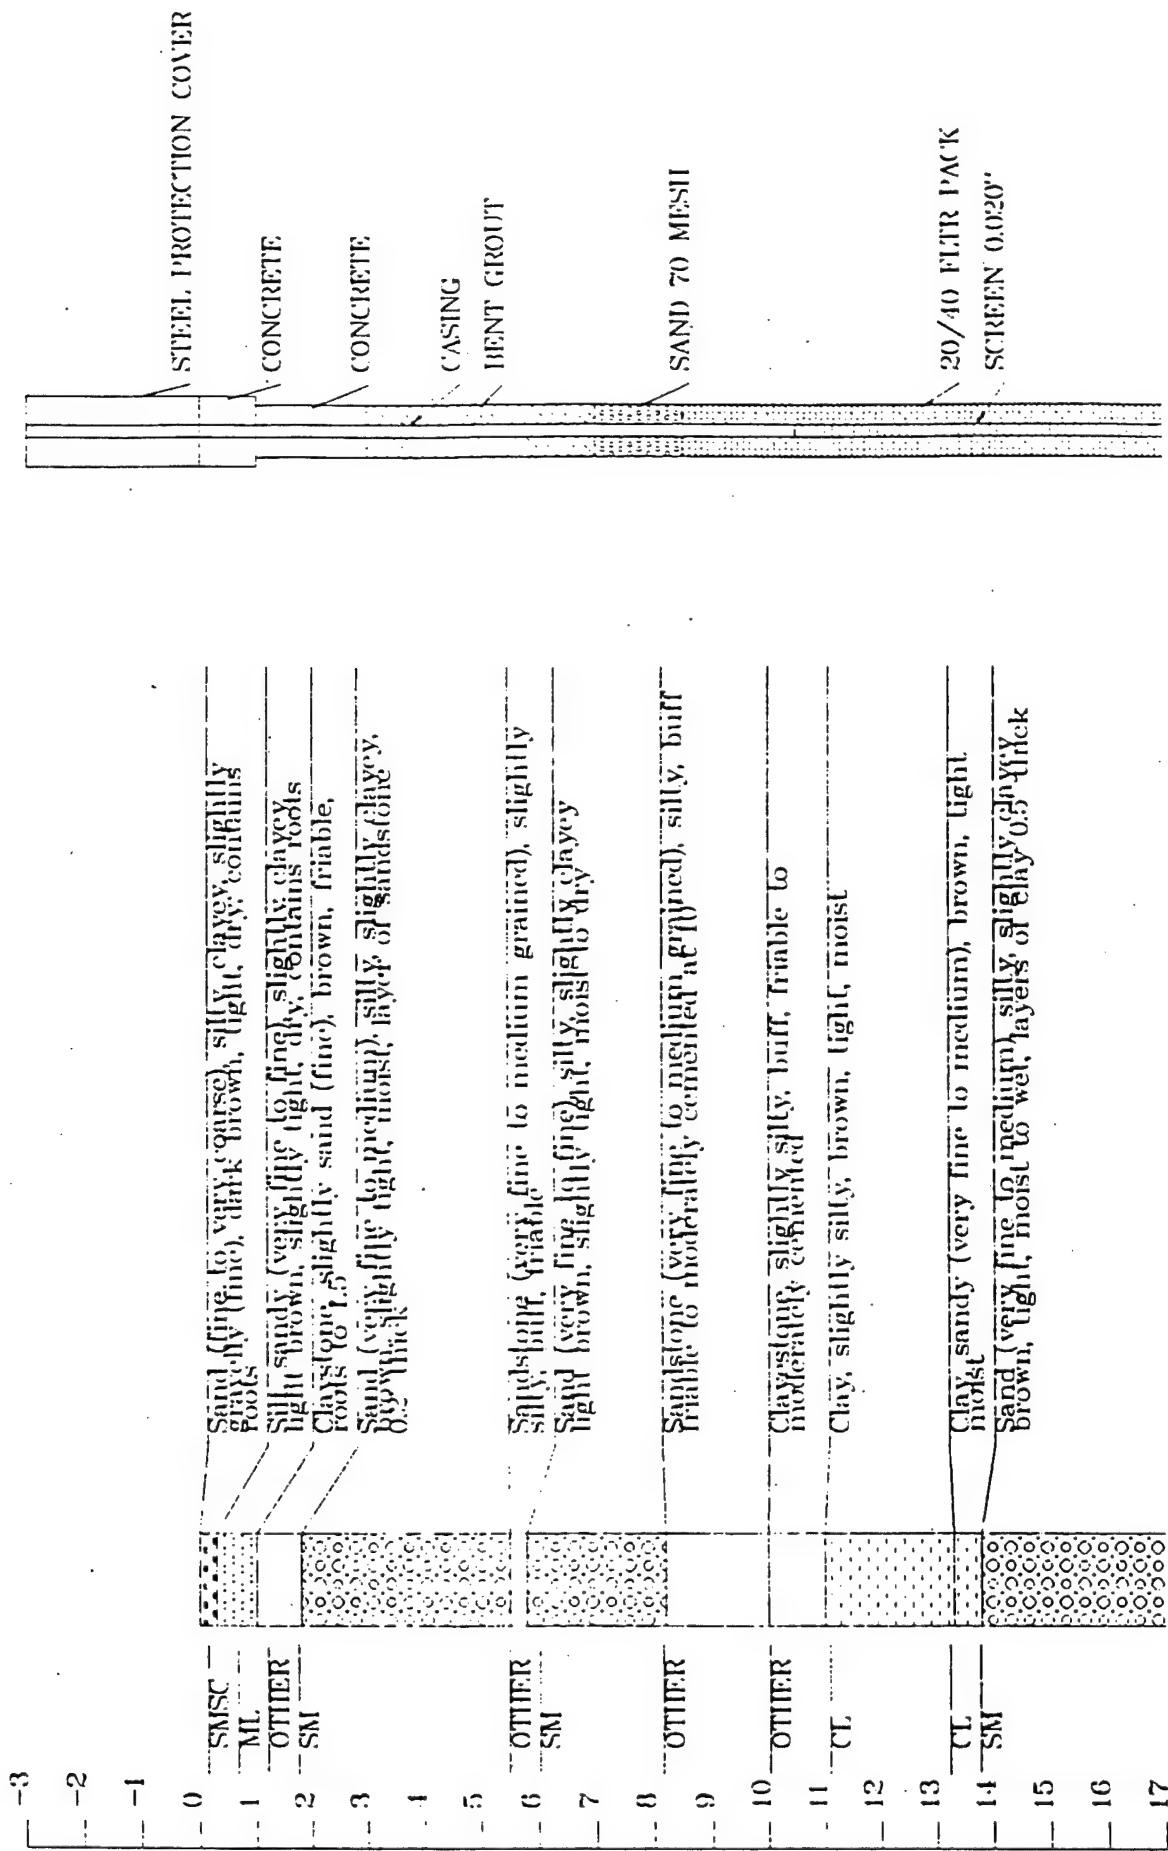 -3
-2
-1
0
1
2
3
4
5
6
7
8
9
10
11
12
13
14
15
16
17
SMSC
ML
OTHER
SM
OTHER
SM
OTHER
OTHER
CL
CL
SM
Sand (fine to very coarse), silty, clayey, slightly
gravelly (fine), dark brown, tight, dry, contains
roots
Silt, sandy (very fine to fine), slightly clayey,
light brown, slightly tight, dry, contains roots
Claystone, slightly sand (fine), brown, friable,
roots to 1.5
Sand (very fine to medium), silty, slightly clayey,
brown, slightly tight, moist, layer of sandstone
0.2' thick
Sandstone (very fine to medium grained), slightly
silty, buff, friable
Sand (very fine to fine), silty, slightly clayey
light brown, slightly tight, moist to dry
Sandstone (very fine to medium grained), silty, buff
friable to moderately cemented at 10
Claystone, slightly silty, buff, friable to
moderately cemented
Clay, slightly silty, brown, tight, moist
Clay, sandy (very fine to medium), brown, tight
moist
Sand (very fine to medium), silty, slightly clayey
brown, tight, moist to wet, layers of clay 0.5' thick
STEEL PROTECTION COVER
CONCRETE
CONCRETE
CASING
BENT GROUT
SAND 70 MESH
20/40 FLTR PACK
SCREEN 0.020"